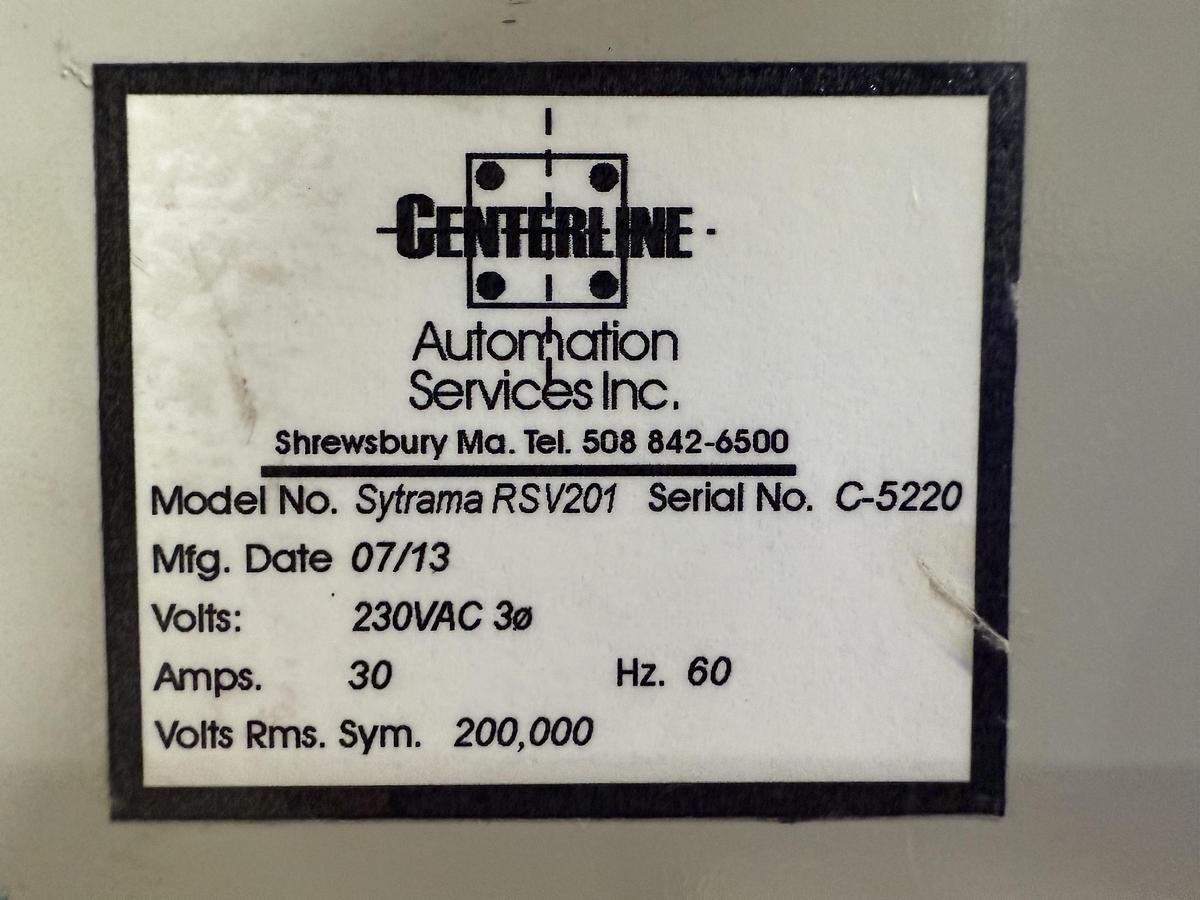 CENTERLINE
Automation
Services Inc.
Shrewsbury Ma. Tel. 508 842-6500
Model No. Sytrama RSV201 Serial No. C-5220
Mfg. Date 07/13
Volts: 230VAC 3ø
Amps. 30 Hz. 60
Volts Rms. Sym. 200,000